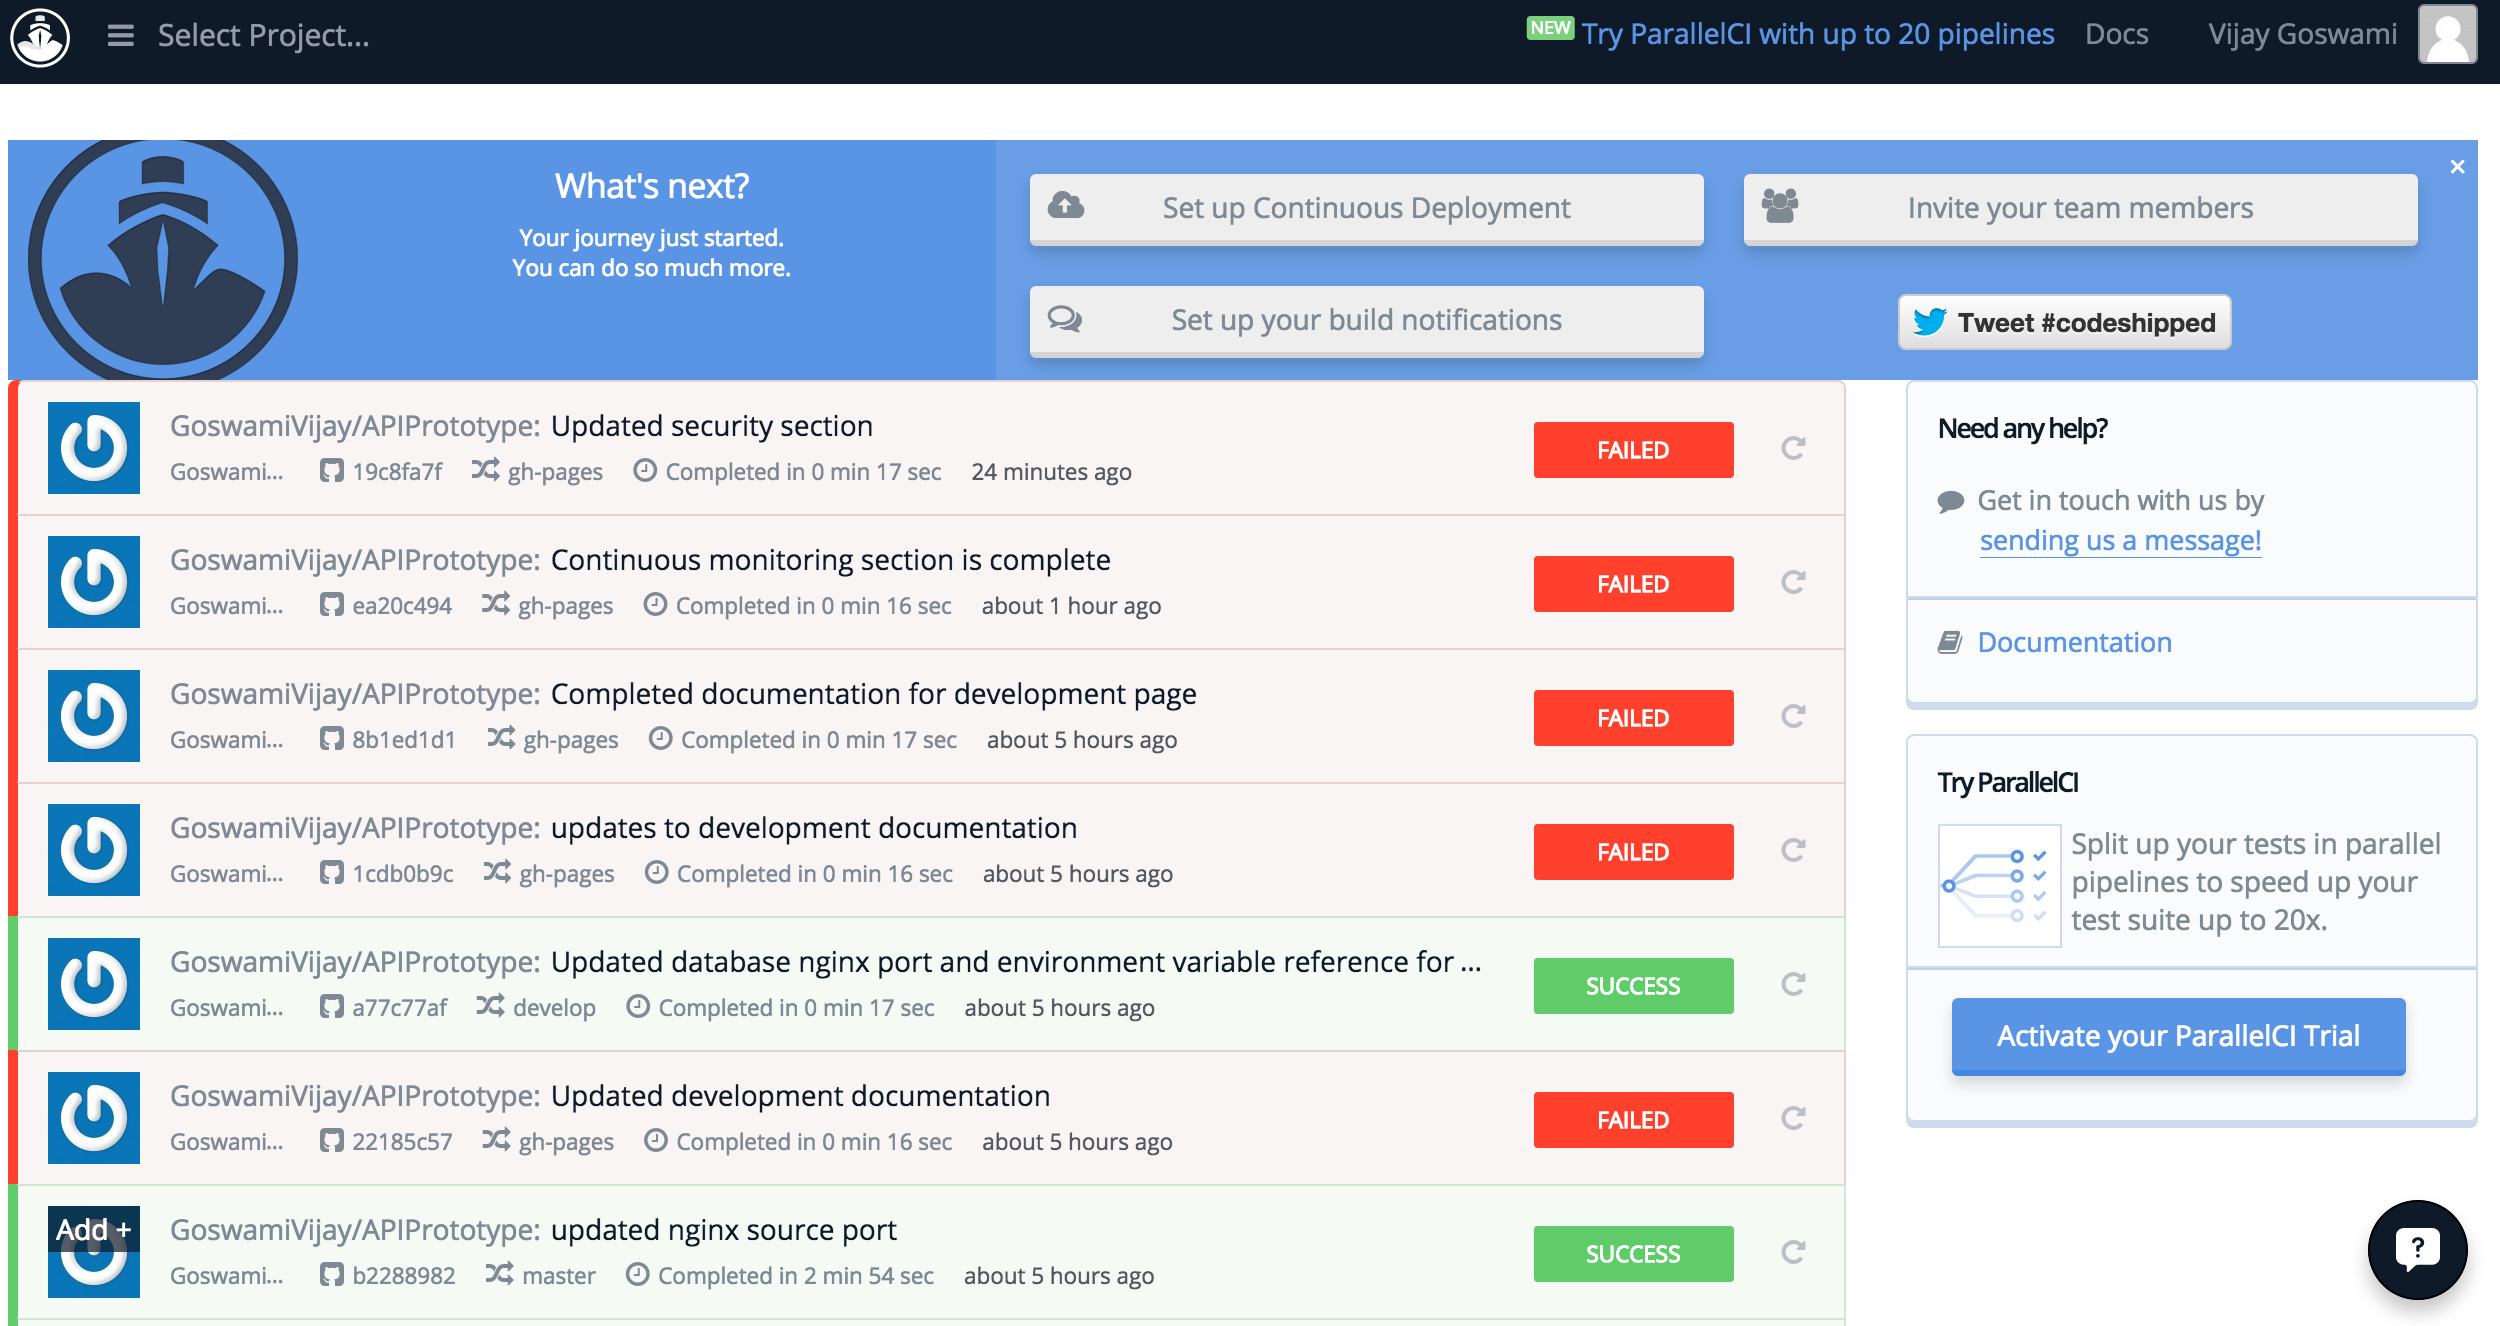 Select Project...
NEW Try ParallelCI with up to 20 pipelines Docs Vijay Goswami
What's next?
Your journey just started.
You can do so much more.
Set up Continuous Deployment
Invite your team members
Set up your build notifications
Tweet #codeshipped
GoswamiVijay/APIPrototype: Updated security section
Goswami... 19c8fa7f gh-pages Completed in 0 min 17 sec 24 minutes ago
FAILED
GoswamiVijay/APIPrototype: Continuous monitoring section is complete
Goswami... ea20c494 gh-pages Completed in 0 min 16 sec about 1 hour ago
FAILED
GoswamiVijay/APIPrototype: Completed documentation for development page
Goswami... 8b1ed1d1 gh-pages Completed in 0 min 17 sec about 5 hours ago
FAILED
GoswamiVijay/APIPrototype: updates to development documentation
Goswami... 1cdb0b9c gh-pages Completed in 0 min 16 sec about 5 hours ago
FAILED
GoswamiVijay/APIPrototype: Updated database nginx port and environment variable reference for ...
Goswami... a77c77af develop Completed in 0 min 17 sec about 5 hours ago
SUCCESS
GoswamiVijay/APIPrototype: Updated development documentation
Goswami... 22185c57 gh-pages Completed in 0 min 16 sec about 5 hours ago
FAILED
Add +
GoswamiVijay/APIPrototype: updated nginx source port
Goswami... b2288982 master Completed in 2 min 54 sec about 5 hours ago
SUCCESS
Need any help?
Get in touch with us by
sending us a message!
Documentation
Try ParallelCI
Split up your tests in parallel
pipelines to speed up your
test suite up to 20x.
Activate your ParallelCI Trial